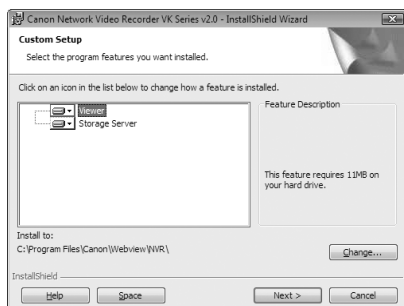 Canon Network Video Recorder VK Series v2.0 - InstallShield Wizard
Custom Setup
Select the program features you want installed.
Click on an icon in the list below to change how a feature is installed.
Viewer
Storage Server
Feature Description
This feature requires 11MB on
your hard drive.
Install to:
C:\Program Files\Canon\Webview\NVR\
Change...
InstallShield
Help
Space
Next >
Cancel